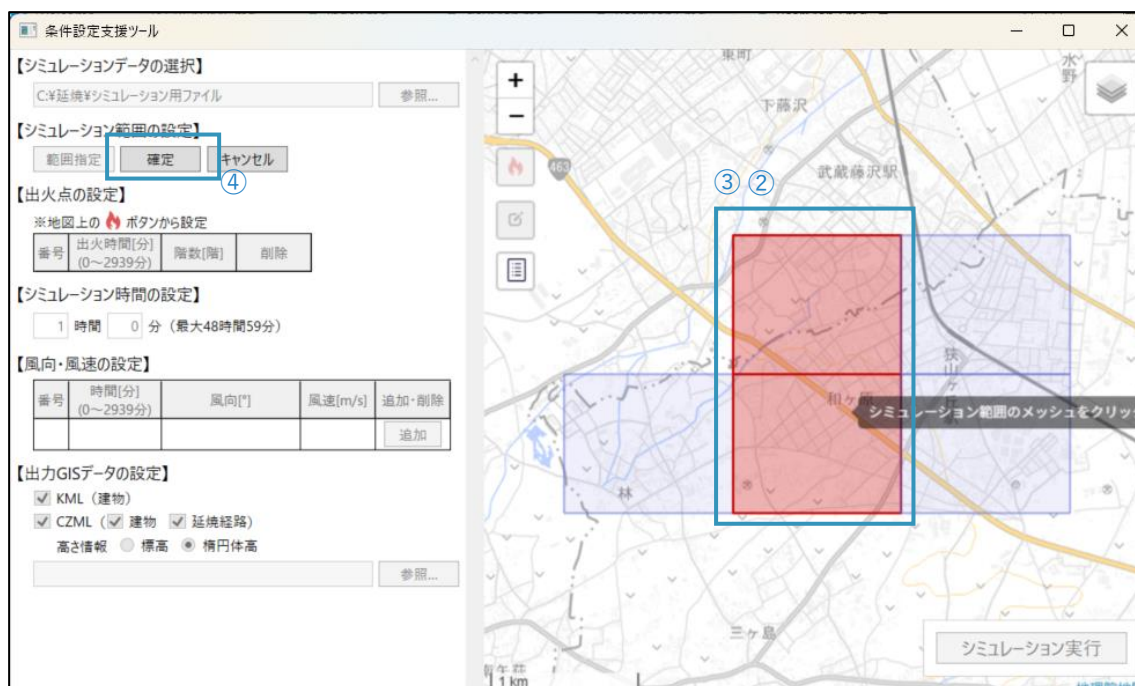 条件設定支援ツール
【シミュレーションデータの選択】
C:¥延焼¥シミュレーション用ファイル
参照...
【シミュレーション範囲の設定】
範囲指定
確定
キャンセル
④
【出火点の設定】
※地図上の ボタンから設定
番号 出火時間[分] (0～2939分) 階数[階] 削除
【シミュレーション時間の設定】
1 時間 0 分 (最大48時間59分)
【風向・風速の設定】
番号 時間[分] (0～2939分) 風向[°] 風速[m/s] 追加・削除
追加
【出力GISデータの設定】
KML (建物)
CZML ( 建物 延焼経路)
高さ情報 標高 楕円体高
参照...
+
−
東町
水野
下藤沢
463
武蔵藤沢駅
③ ②
狭山ヶ丘駅
和ヶ原
シミュレーション範囲のメッシュをクリック
林
三ヶ島
シミュレーション実行
1 km